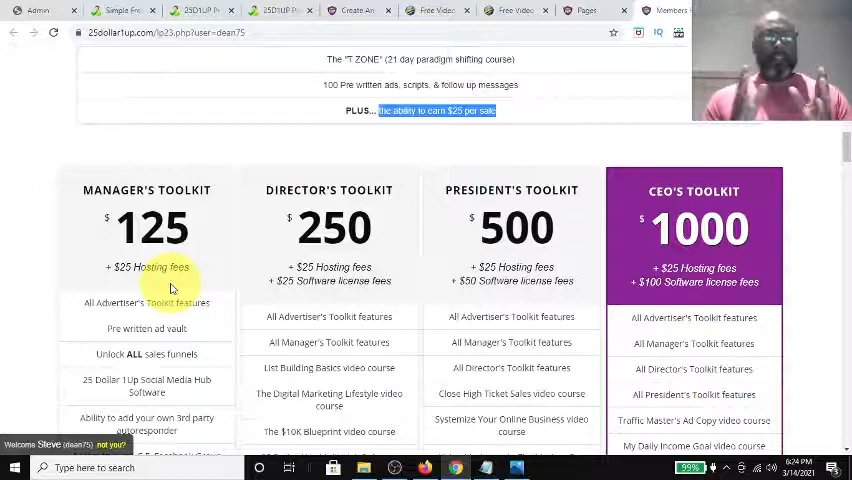 Admin
Simple Free
25D1UP P
25D1UP P
Create An
Free Video
Free Video
Pages
Members
25dollar1up.com/lp23.php?user=dean75
The "T ZONE" (21 day paradigm shifting course)
100 Pre written ads, scripts, & follow up messages
PLUS... the ability to earn $25 per sale
MANAGER'S TOOLKIT
$ 125
+ $25 Hosting fees
All Advertiser's Toolkit features
Pre written ad vault
Unlock ALL sales funnels
25 Dollar 1Up Social Media Hub
Software
Ability to add your own 3rd party
autoresponder
DIRECTOR'S TOOLKIT
$ 250
+ $25 Hosting fees
+ $25 Software license fees
All Advertiser's Toolkit features
All Manager's Toolkit features
List Building Basics video course
The Digital Marketing Lifestyle video
course
The $10K Blueprint video course
PRESIDENT'S TOOLKIT
$ 500
+ $25 Hosting fees
+ $50 Software license fees
All Advertiser's Toolkit features
All Manager's Toolkit features
All Director's Toolkit features
Close High Ticket Sales video course
Systemize Your Online Business video
course
CEO'S TOOLKIT
$ 1000
+ $25 Hosting fees
+ $100 Software license fees
All Advertiser's Toolkit features
All Manager's Toolkit features
All Director's Toolkit features
All President's Toolkit features
Traffic Master's Ad Copy video course
My Daily Income Goal video course
Welcome Steve (dean75) not you?
Type here to search
99%
6:24 PM
3/14/2021